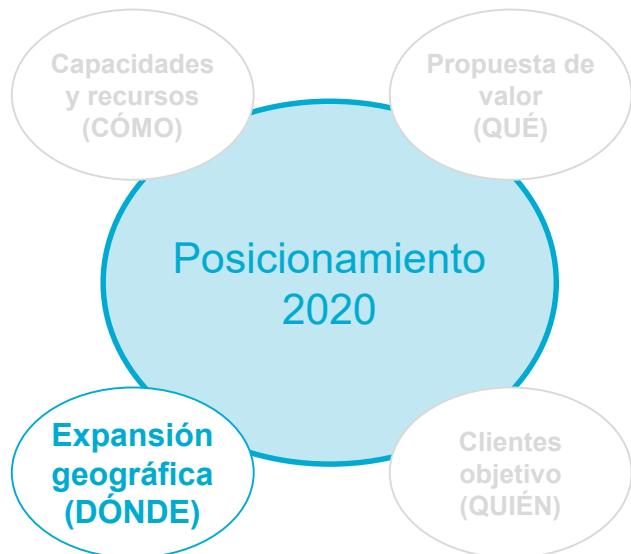 Capacidades
y recursos
(CÓMO)
Propuesta de
valor
(QUÉ)
Posicionamiento
2020
Expansión
geográfica
(DÓNDE)
Clientes
objetivo
(QUIÉN)